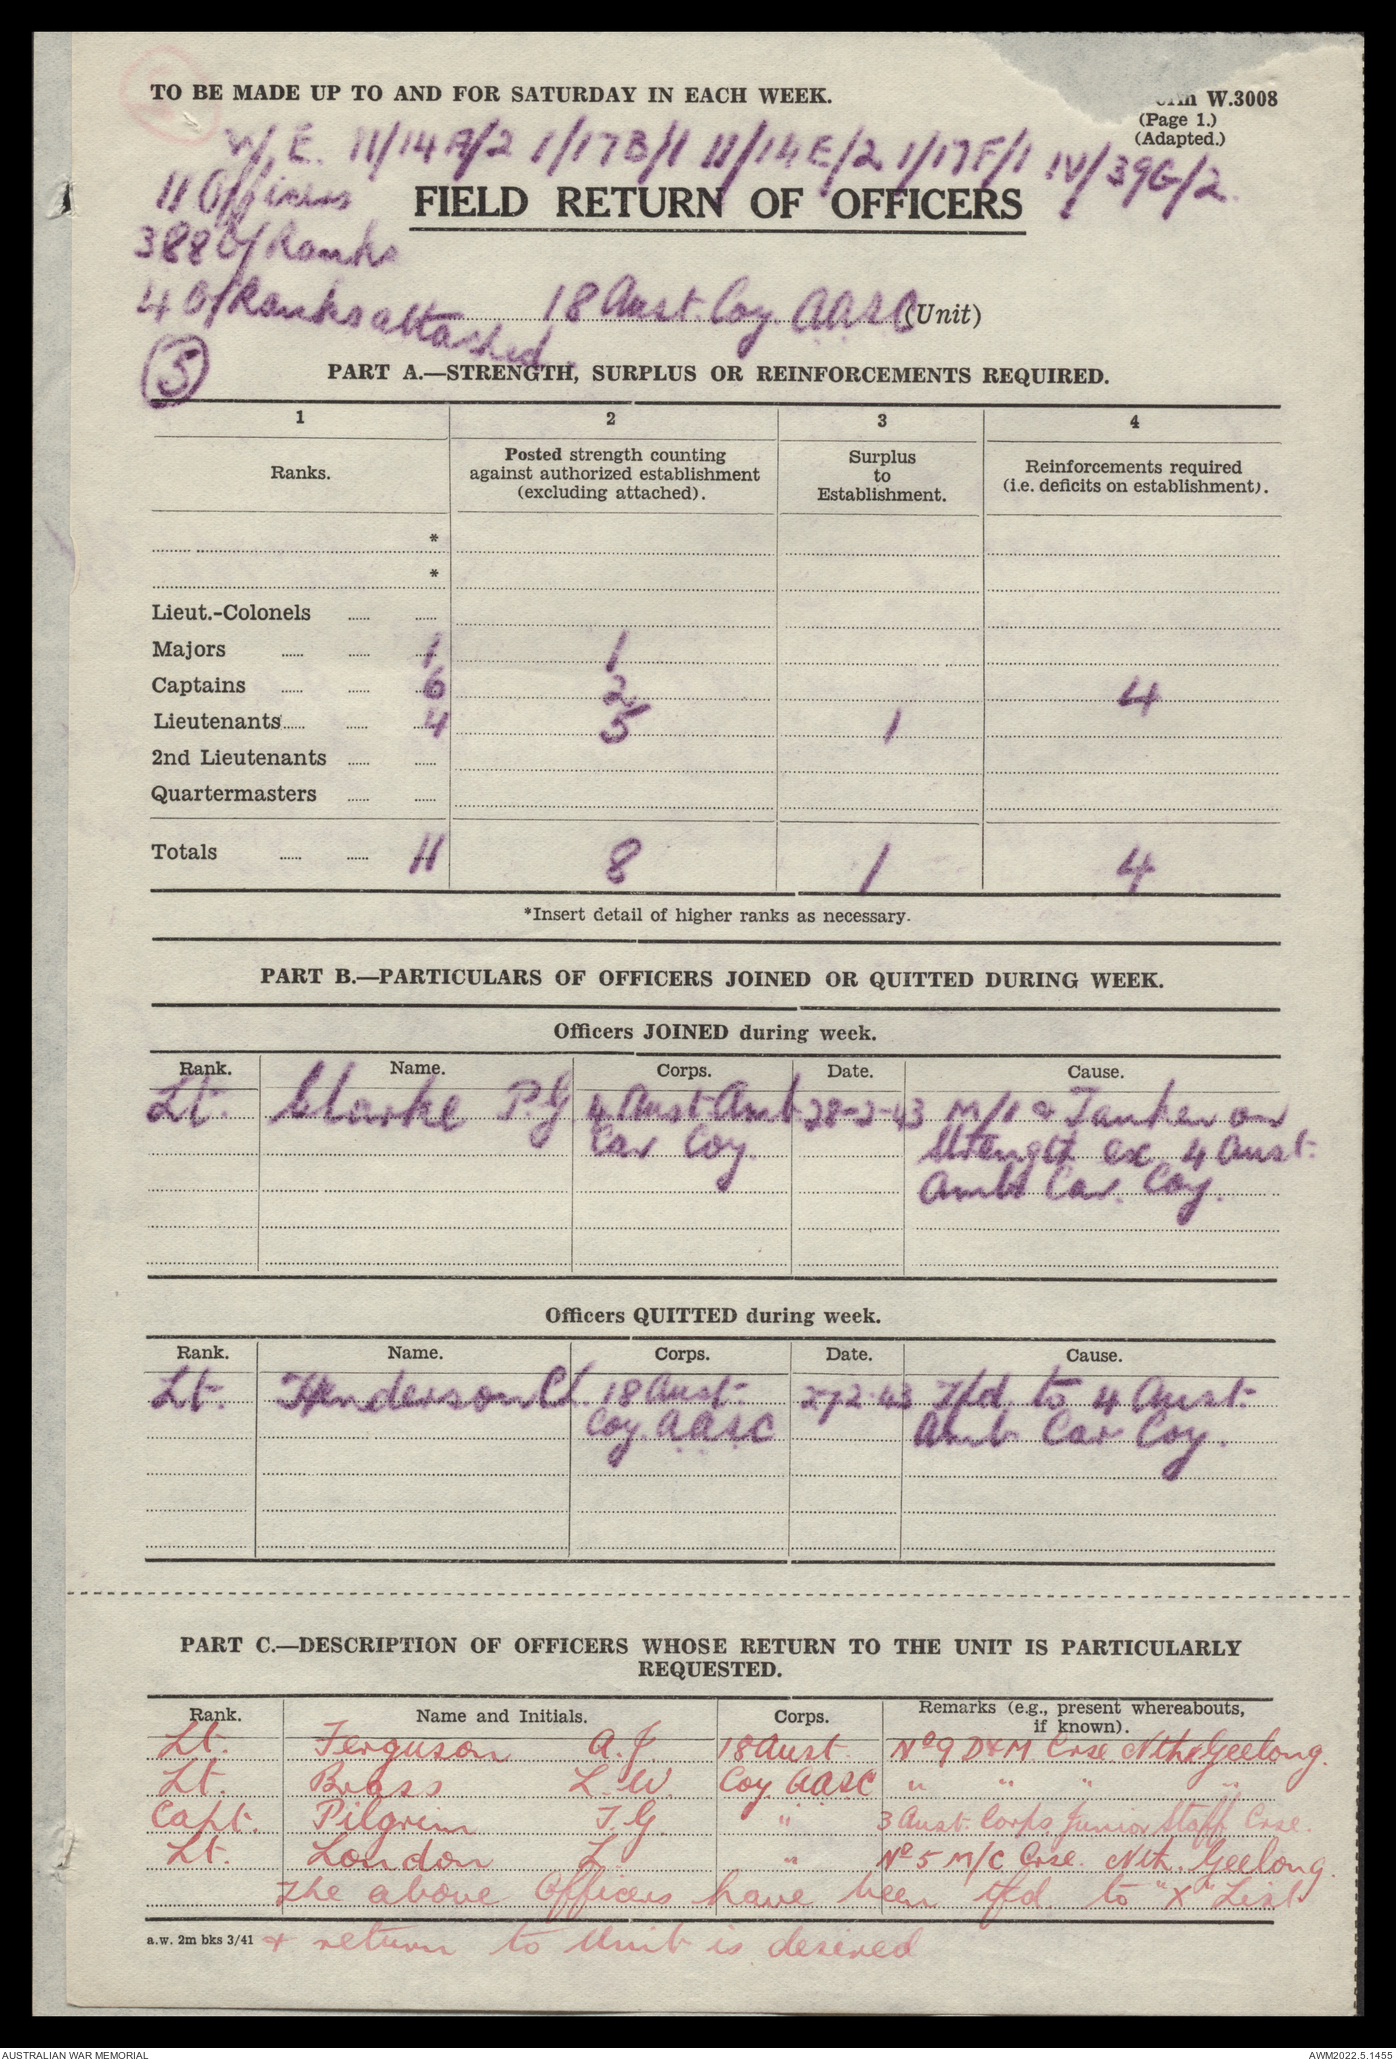 TO BE MADE UP TO AND FOR SATURDAY IN EACH WEEK.
W.3008
(Page 1.)
(Adapted.)
W.E. II/14A/2 1/17B/1 II/14E/2 1/17F/1 IV/39G/2.
11 Officers
FIELD RETURN OF OFFICERS
388 O/Ranks
4 O/Ranks attached.
18 Aust. Coy. AASC (Unit)
5
PART A.—STRENGTH, SURPLUS OR REINFORCEMENTS REQUIRED.
1 2 3 4
Ranks. Posted strength counting against authorized establishment (excluding attached). Surplus to Establishment. Reinforcements required (i.e. deficits on establishment).
*
*
Lieut.-Colonels
Majors 1 1
Captains 6 2 4
Lieutenants 4 5 1
2nd Lieutenants
Quartermasters
Totals 11 8 1 4
*Insert detail of higher ranks as necessary.
PART B.—PARTICULARS OF OFFICERS JOINED OR QUITTED DURING WEEK.
Officers JOINED during week.
Rank. Name. Corps. Date. Cause.
Lt. Clarke P.G 4 Aust. Amb 28-2-43 M/I & Taken on
Car Coy. Strength ex 4 Aust.
Amb Car. Coy.
Officers QUITTED during week.
Rank. Name. Corps. Date. Cause.
Lt. Henderson C.L. 18 Aust. 27.2.43 Tfd. to 4 Aust.
Coy. AASC Amb Car Coy.
PART C.—DESCRIPTION OF OFFICERS WHOSE RETURN TO THE UNIT IS PARTICULARLY
REQUESTED.
Rank. Name and Initials. Corps. Remarks (e.g., present whereabouts, if known).
Lt. Ferguson A.J. 18 Aust. No 9 D&M Crse Nth Geelong.
Lt. Brass L.W. Coy AASC " " " "
Capt. Pilgrim T.G. " 3 Aust. Corps Junior Staff Crse.
Lt. London L " No 5 M/C Crse. Nth. Geelong.
The above Officers have been tfd to "X" List
a.w. 2m bks 3/41 & return to Unit is desired
AUSTRALIAN WAR MEMORIAL
AWM2022.5.1455